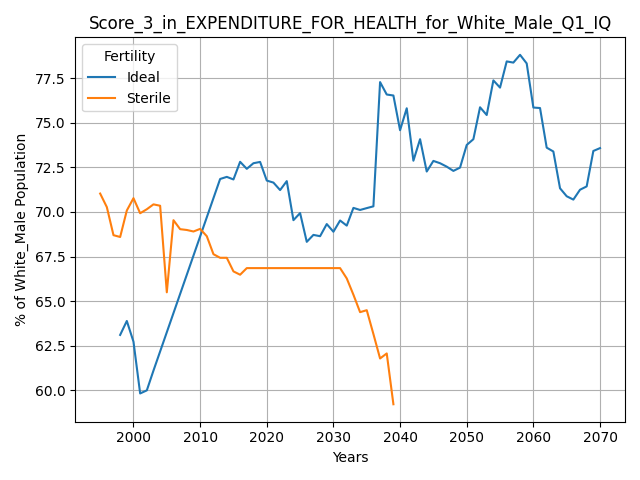 Score_3_in_EXPENDITURE_FOR_HEALTH_for_White_Male_Q1_IQ
Fertility
Ideal
Sterile
% of White_Male Population
77.5
75.0
72.5
70.0
67.5
65.0
62.5
60.0
2000 2010 2020 2030 2040 2050 2060 2070
Years